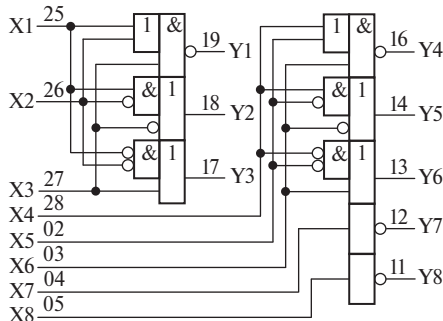 X1 25 1 & 19 Y1 1 & 16 Y4
X2 26 & 1 18 Y2 & 1 14 Y5
& 1 17 Y3 & 1 13 Y6
X3 27
X4 28
X5 02 12 Y7
X6 03
X7 04 11 Y8
X8 05